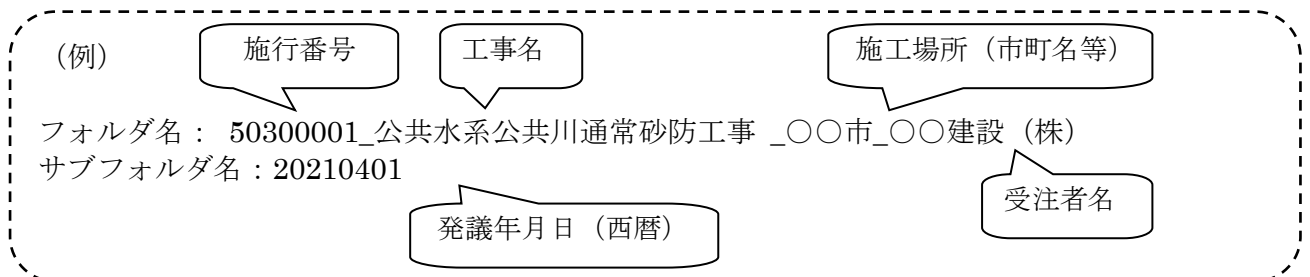 （例）
施行番号
工事名
施工場所（市町名等）
フォルダ名： 50300001_公共水系公共川通常砂防工事 _○○市_○○建設（株）
サブフォルダ名：20210401
発議年月日（西暦）
受注者名